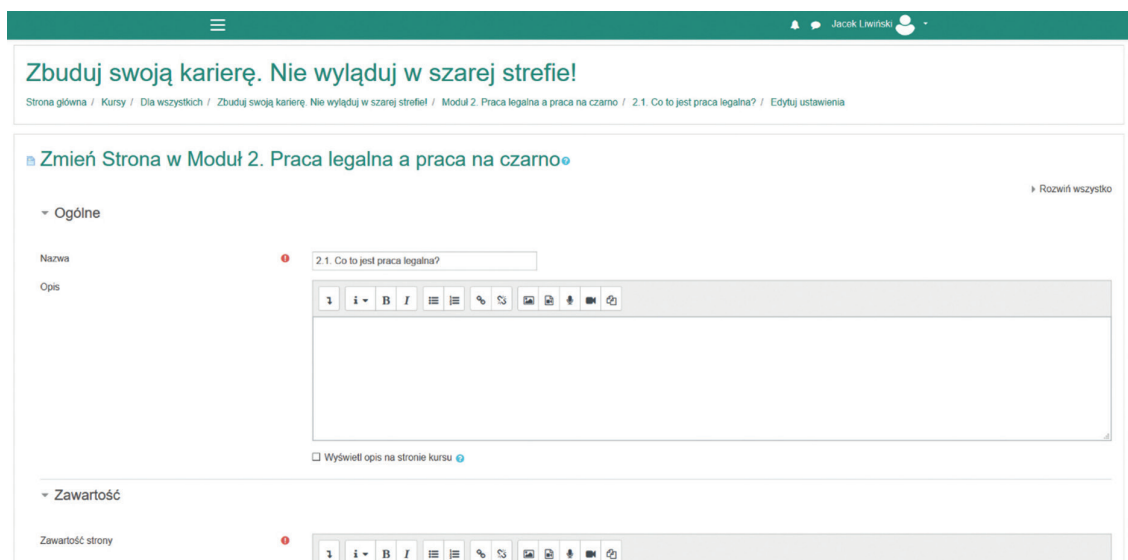 Jacek Liwiński
Zbuduj swoją karierę. Nie wyląduj w szarej strefie!
Strona główna / Kursy / Dla wszystkich / Zbuduj swoją karierę. Nie wyląduj w szarej strefie! / Moduł 2. Praca legalna a praca na czarno / 2.1. Co to jest praca legalna? / Edytuj ustawienia
Zmień Strona w Moduł 2. Praca legalna a praca na czarno
Rozwiń wszystko
Ogólne
Nazwa
2.1. Co to jest praca legalna?
Opis
i B I
Wyświetl opis na stronie kursu
Zawartość
Zawartość strony
i B I